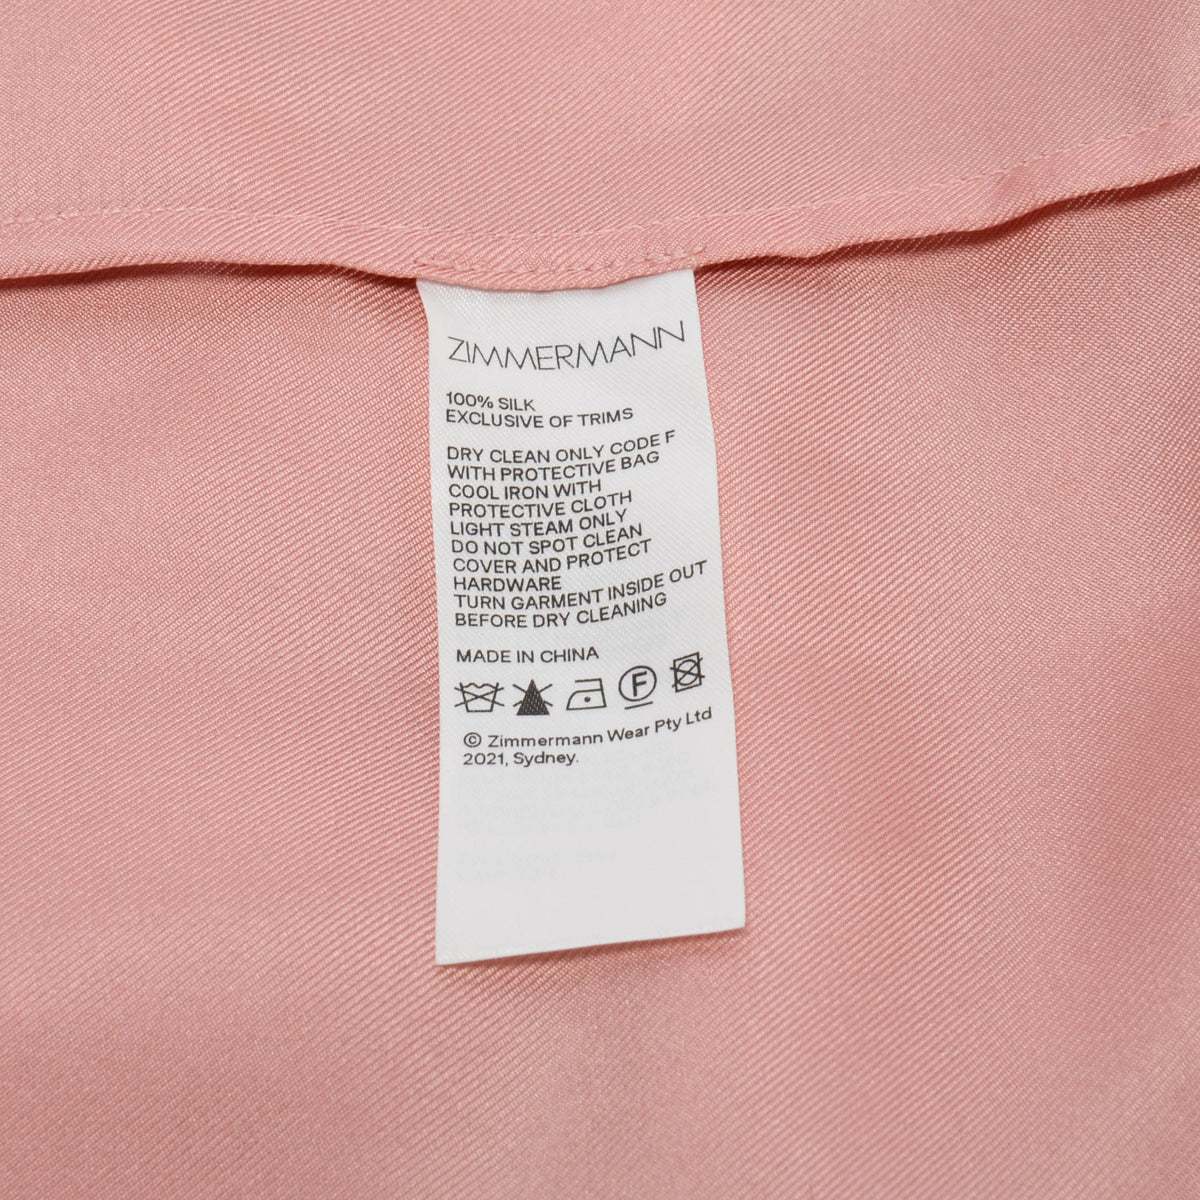 ZIMMERMANN
100% SILK
EXCLUSIVE OF TRIMS
DRY CLEAN ONLY CODE F
WITH PROTECTIVE BAG
COOL IRON WITH
PROTECTIVE CLOTH
LIGHT STEAM ONLY
DO NOT SPOT CLEAN
COVER AND PROTECT
HARDWARE
TURN GARMENT INSIDE OUT
BEFORE DRY CLEANING
MADE IN CHINA
F
© Zimmermann Wear Pty Ltd
2021, Sydney.